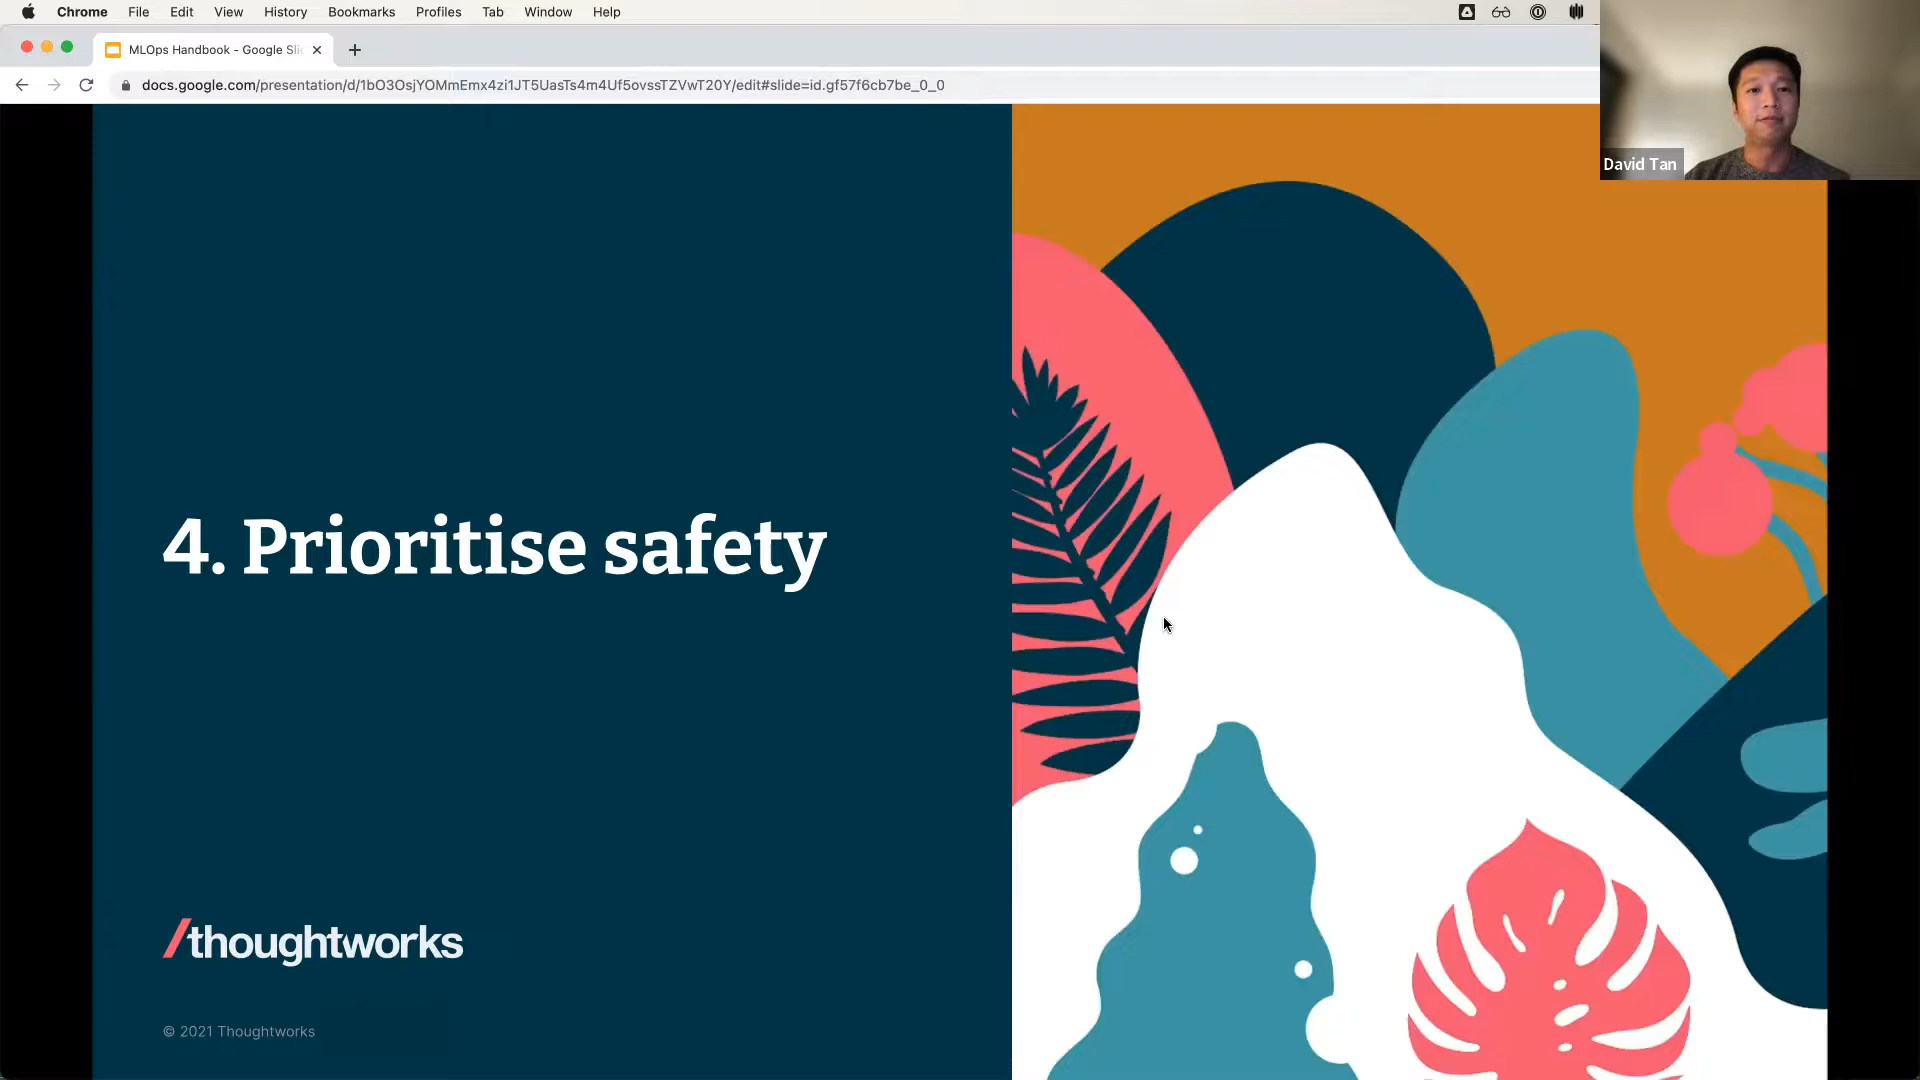 Chrome File Edit View History Bookmarks Profiles Tab Window Help
MLOps Handbook - Google Sli
docs.google.com/presentation/d/1bO3OsjYOMmEmx4zi1JT5UasTs4m4Uf5ovssTZVwT20Y/edit#slide=id.gf57f6cb7be_0_0
David Tan
4. Prioritise safety
/thoughtworks
© 2021 Thoughtworks